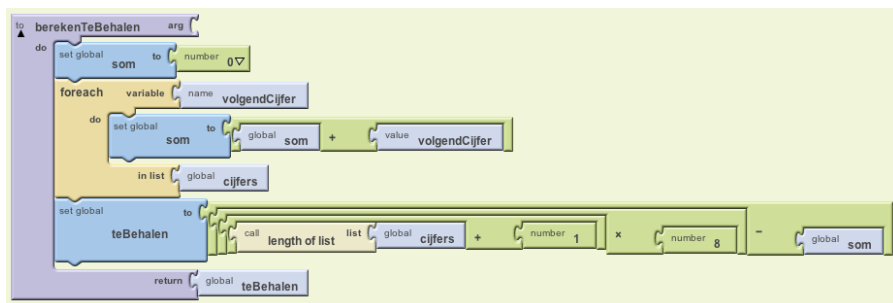 to berekenTeBehalen arg
do set global som to number 0
foreach variable name volgendCijfer
do set global som to global som + value volgendCijfer
in list global cijfers
set global teBehalen to call length of list list global cijfers + number 1 × number 8 − global som
return global teBehalen